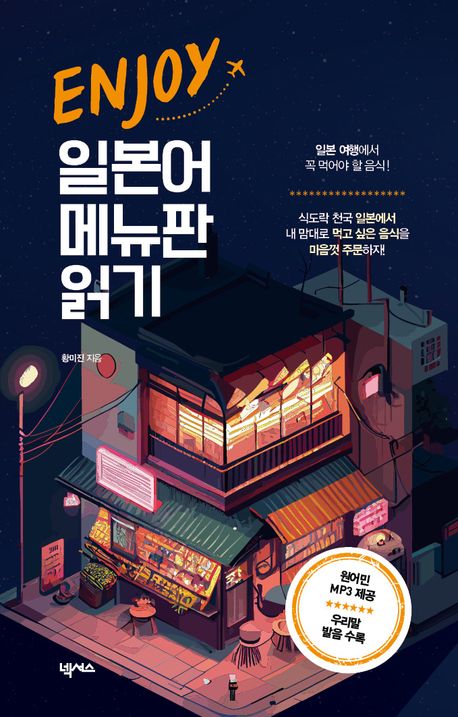 ENJOY
일본어
메뉴판
읽기
황미진 지음
일본 여행에서
꼭 먹어야 할 음식!
******************
식도락 천국 일본에서
내 맘대로 먹고 싶은 음식을
마음껏 주문하자!
원어민
MP3 제공
★★★★★★
우리말
발음 수록
넥서스